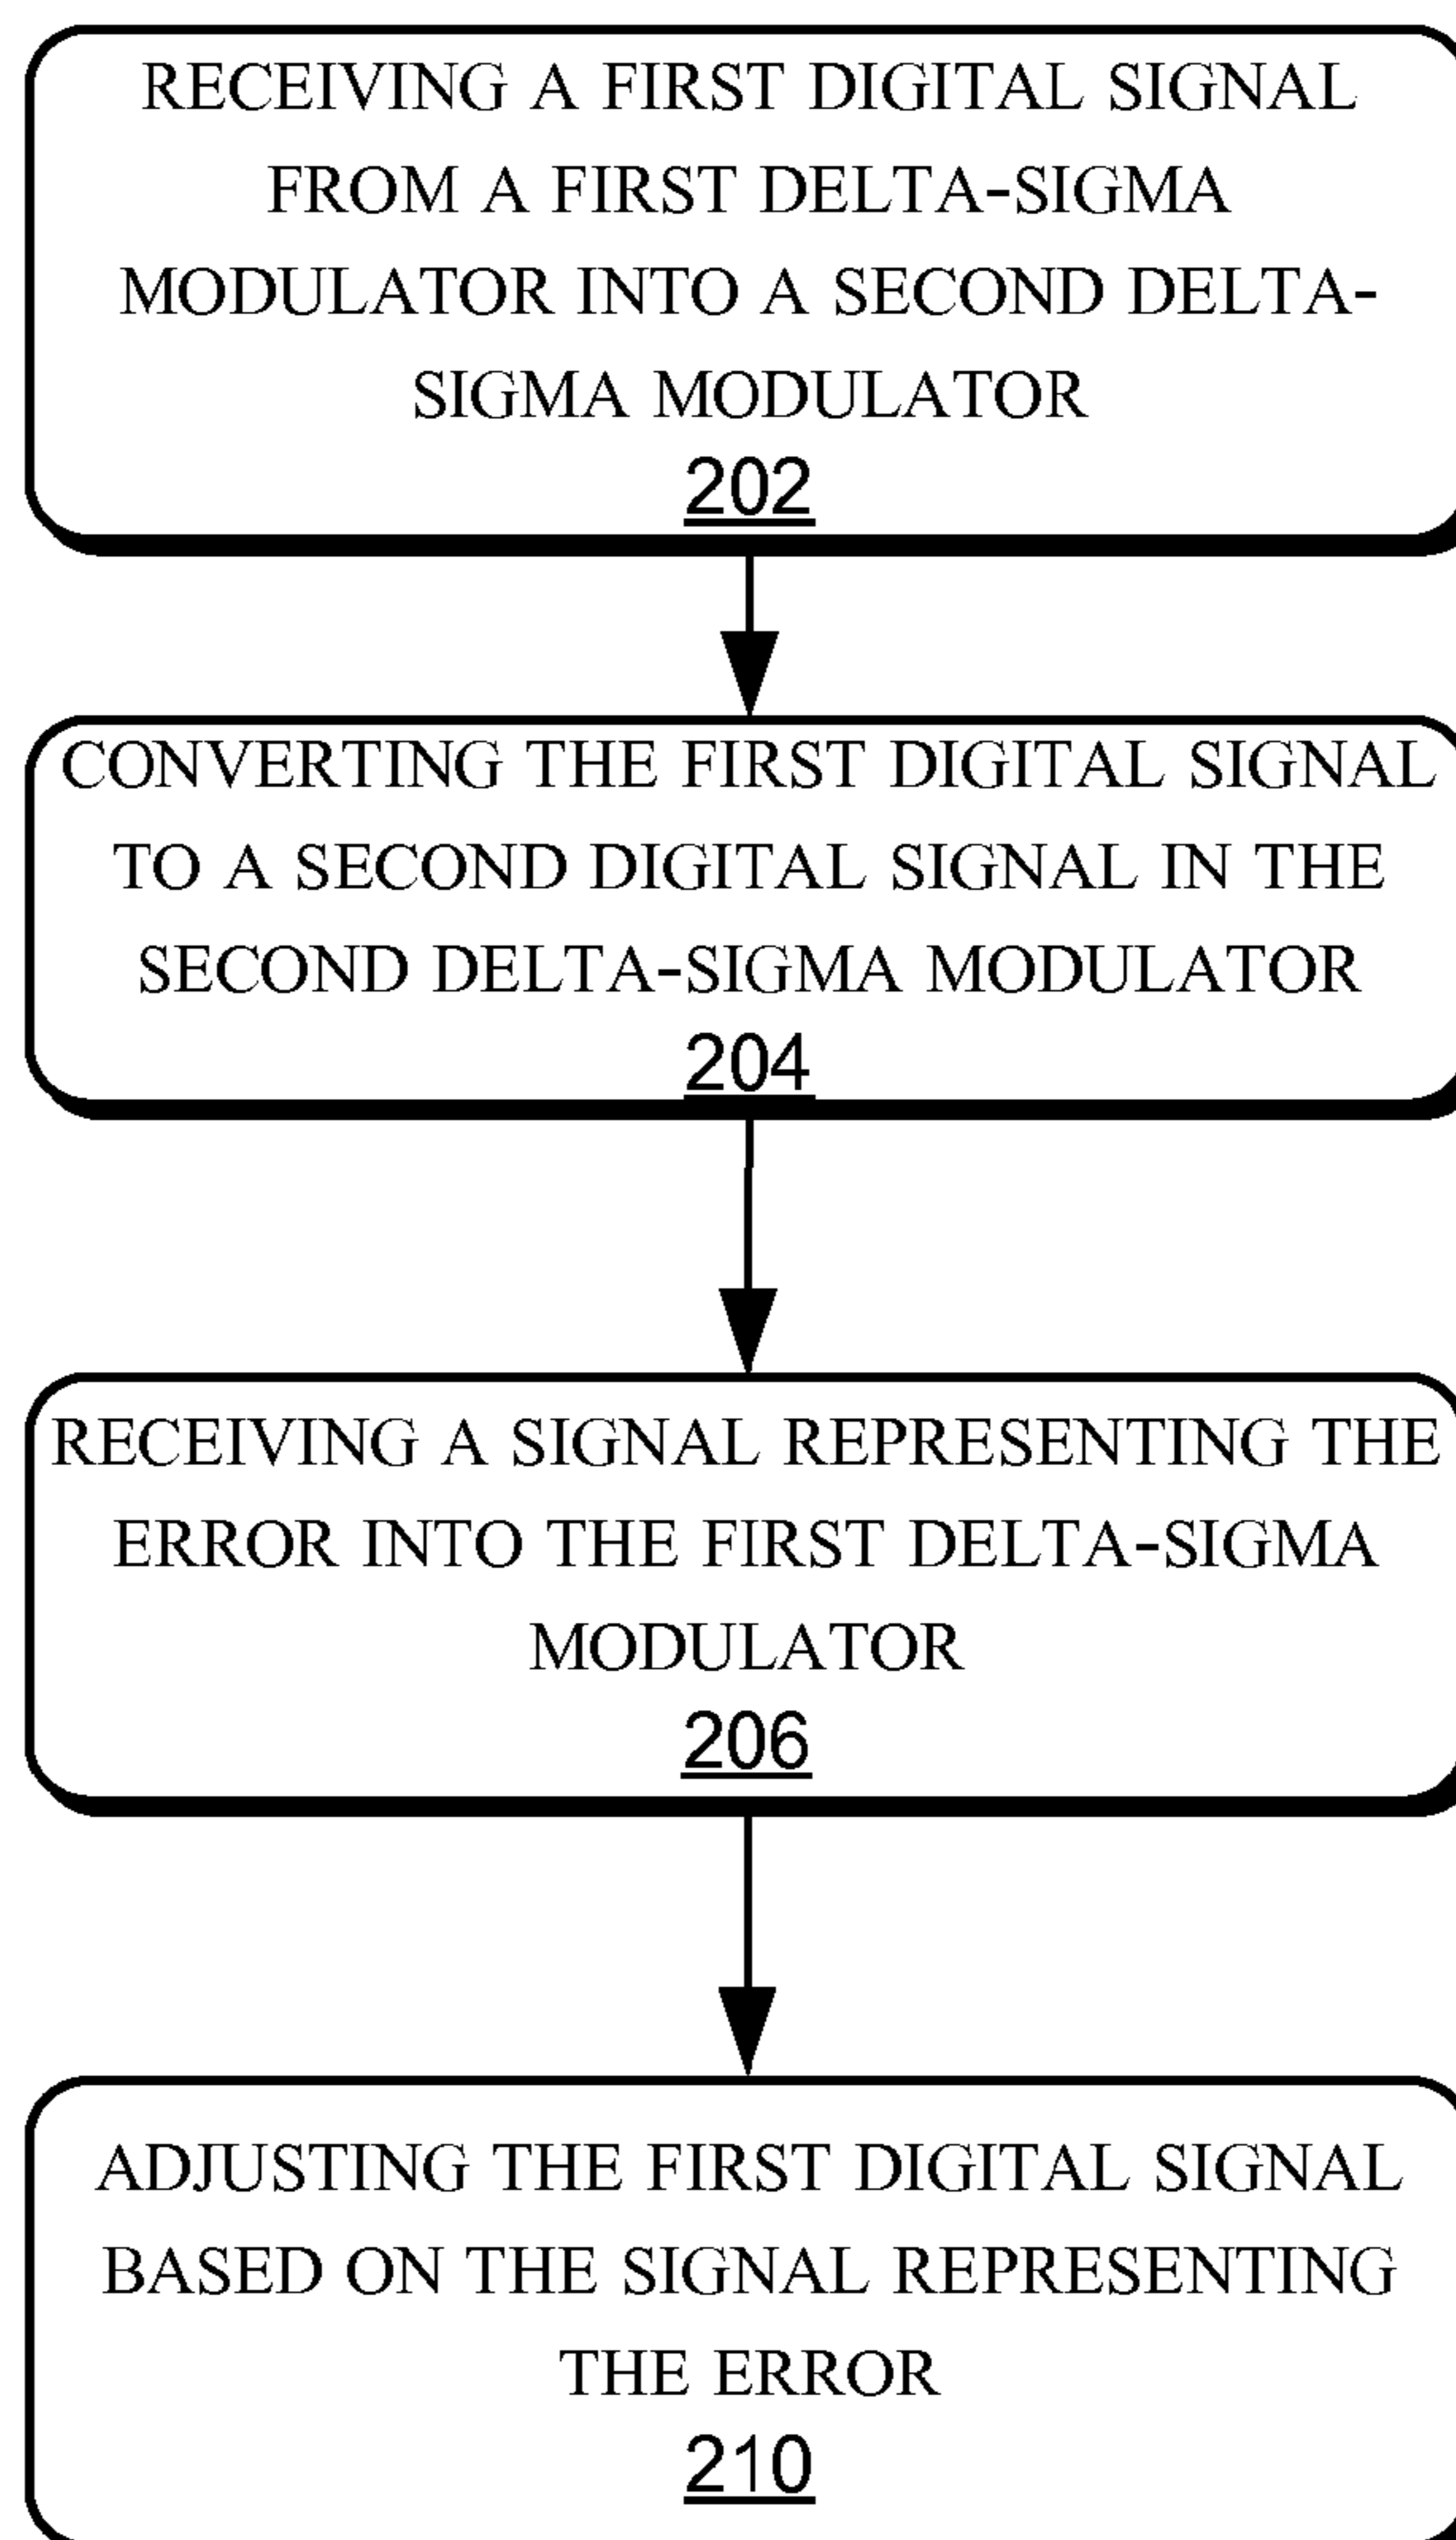 RECEIVING A FIRST DIGITAL SIGNAL
FROM A FIRST DELTA-SIGMA
MODULATOR INTO A SECOND DELTA-
SIGMA MODULATOR
202
CONVERTING THE FIRST DIGITAL SIGNAL
TO A SECOND DIGITAL SIGNAL IN THE
SECOND DELTA-SIGMA MODULATOR
204
RECEIVING A SIGNAL REPRESENTING THE
ERROR INTO THE FIRST DELTA-SIGMA
MODULATOR
206
ADJUSTING THE FIRST DIGITAL SIGNAL
BASED ON THE SIGNAL REPRESENTING
THE ERROR
210